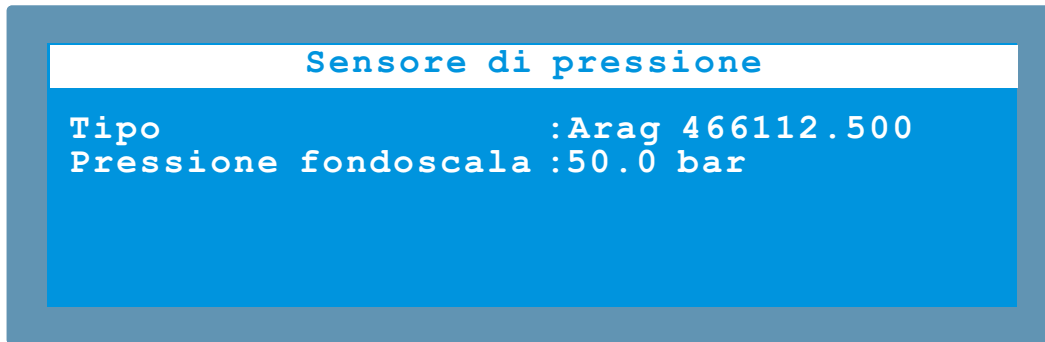 Sensore di pressione
Tipo :Arag 466112.500
Pressione fondoscala :50.0 bar